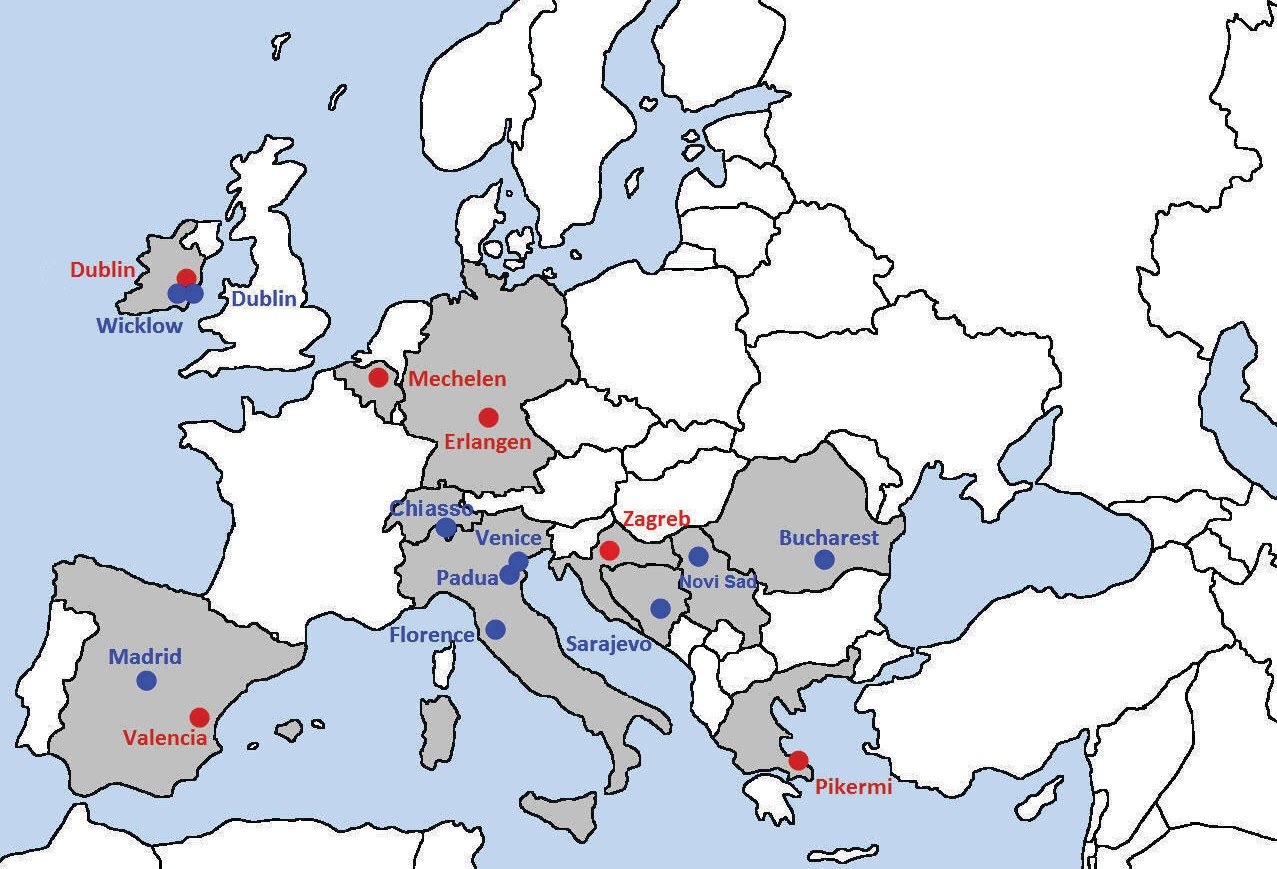 Dublin
Dublin
Wicklow
Mechelen
Erlangen
Chiasso
Zagreb
Venice
Bucharest
Padua
Novi Sad
Florence
Sarajevo
Madrid
Valencia
Pikermi